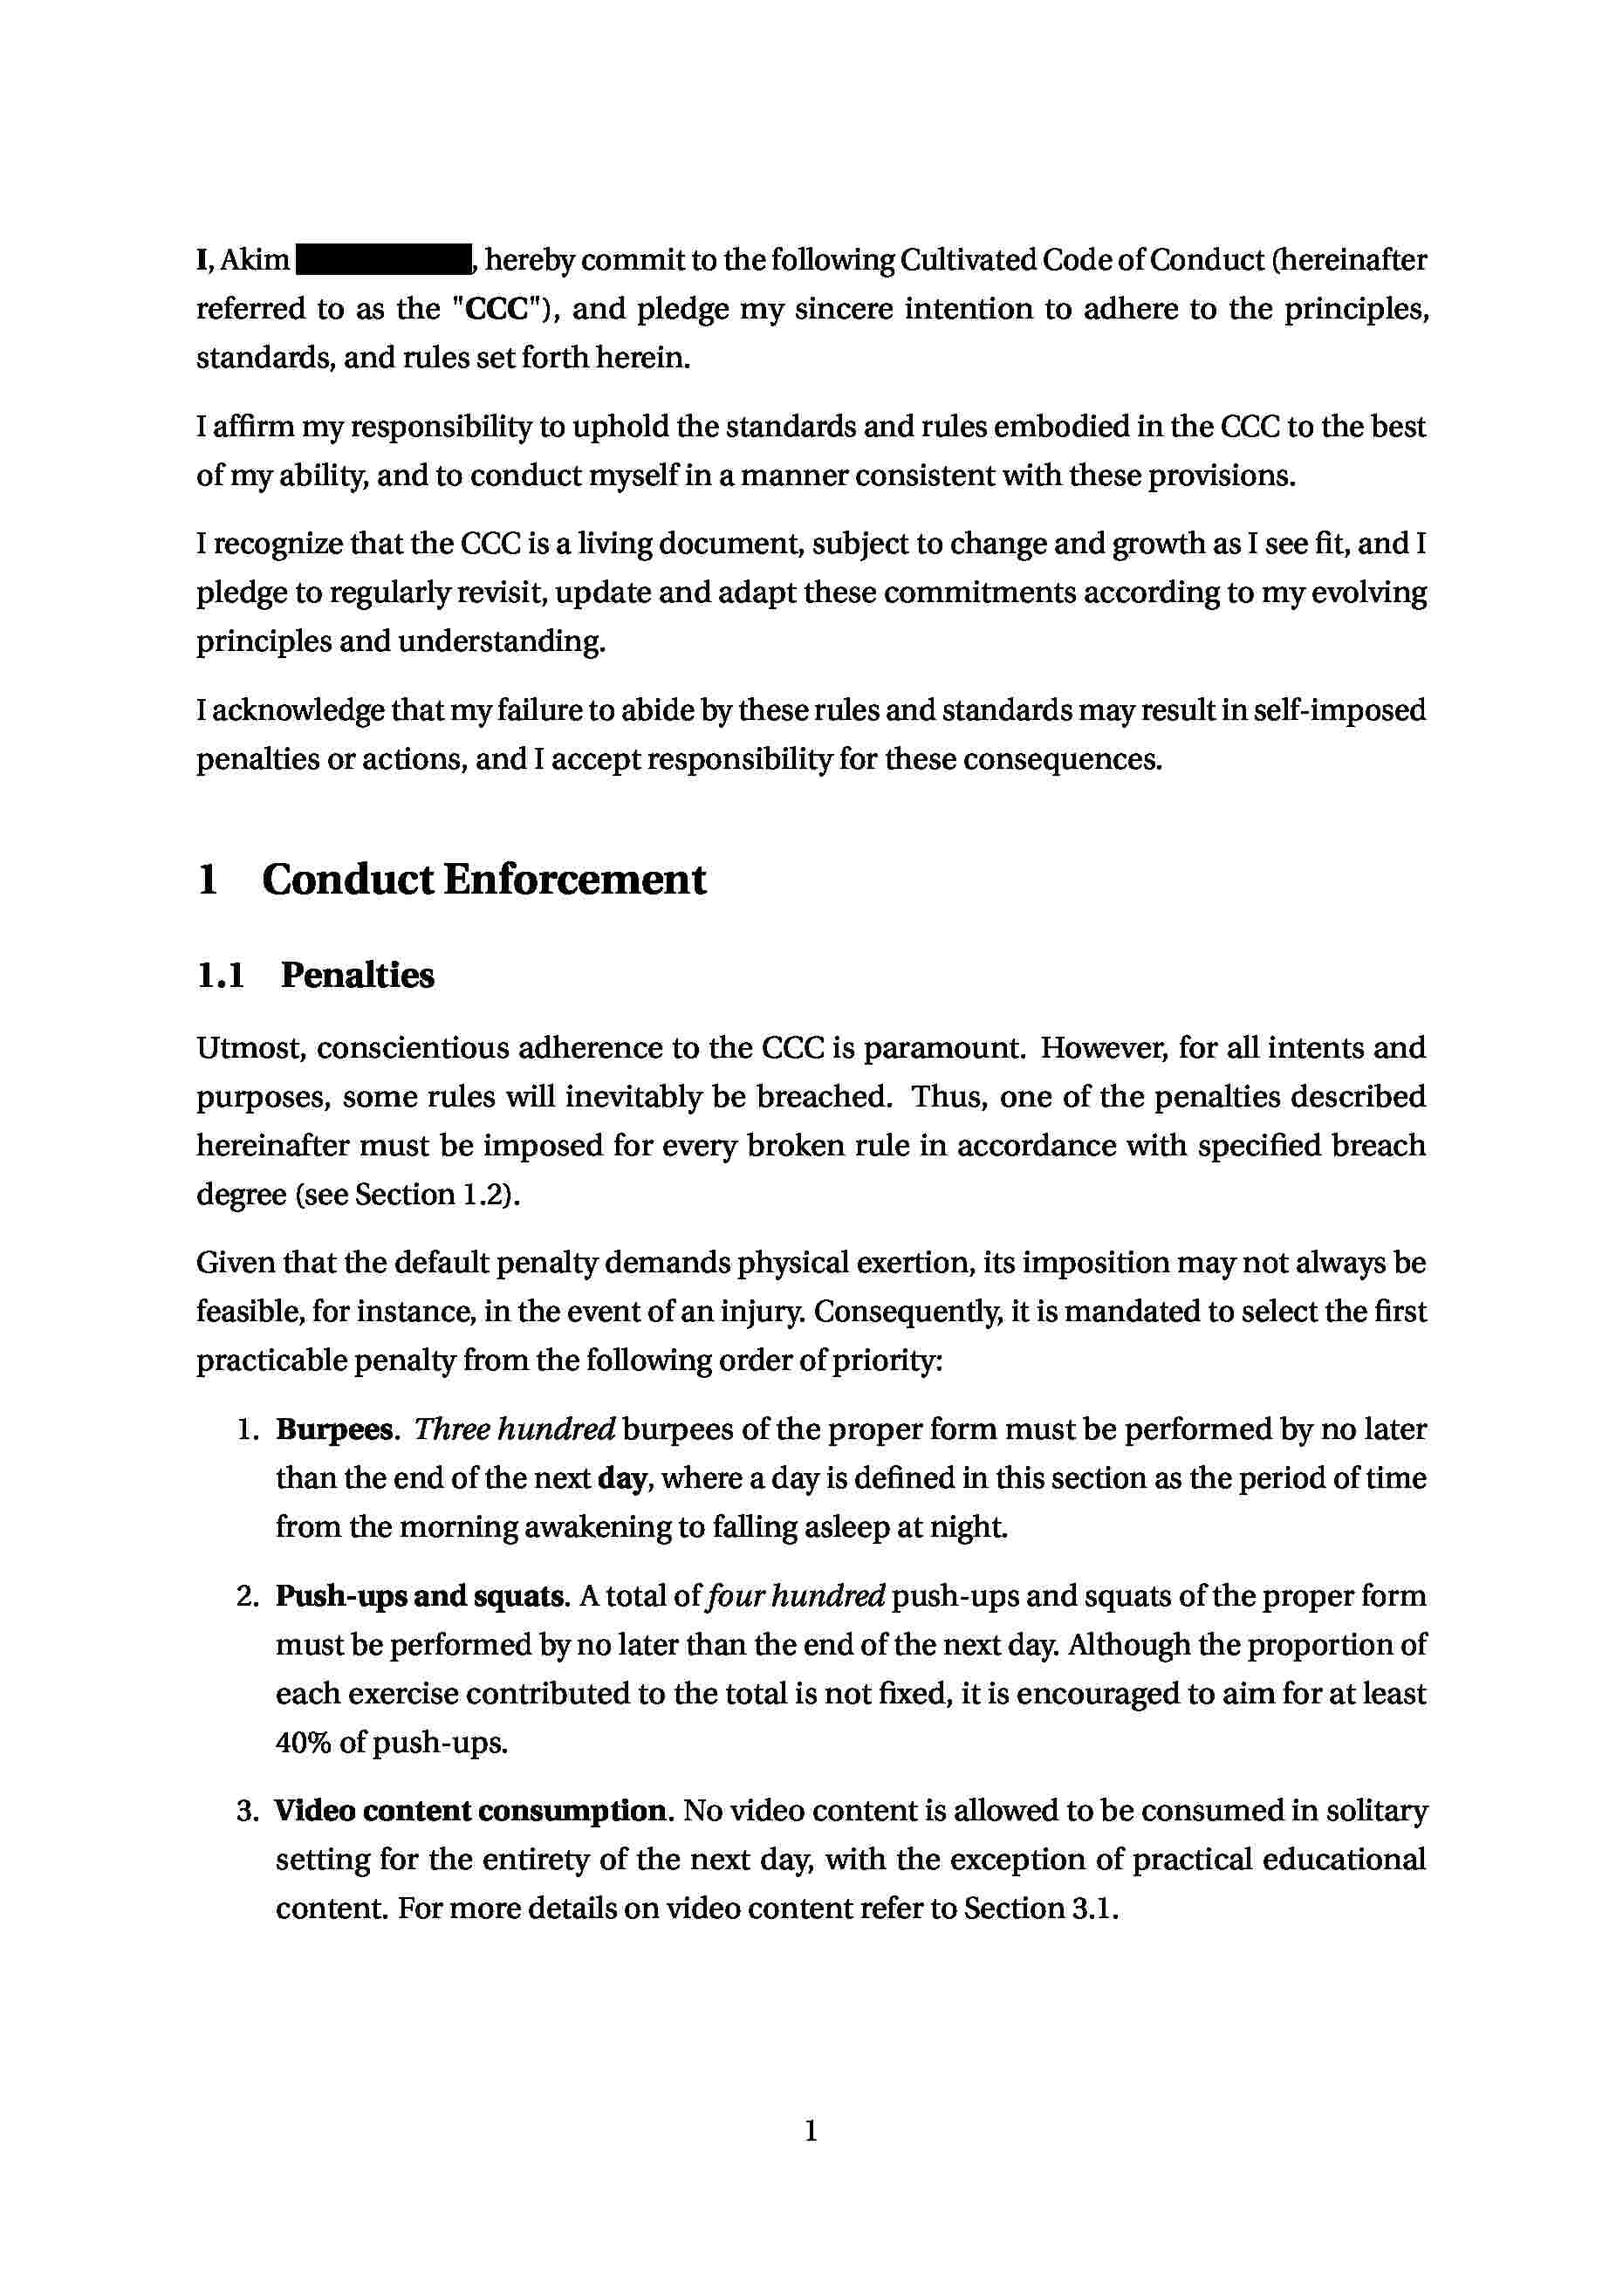 I, Akim , hereby commit to the following Cultivated Code of Conduct (hereinafter
referred to as the "CCC"), and pledge my sincere intention to adhere to the principles,
standards, and rules set forth herein.
I affirm my responsibility to uphold the standards and rules embodied in the CCC to the best
of my ability, and to conduct myself in a manner consistent with these provisions.
I recognize that the CCC is a living document, subject to change and growth as I see fit, and I
pledge to regularly revisit, update and adapt these commitments according to my evolving
principles and understanding.
I acknowledge that my failure to abide by these rules and standards may result in self-imposed
penalties or actions, and I accept responsibility for these consequences.
1 Conduct Enforcement
1.1 Penalties
Utmost, conscientious adherence to the CCC is paramount. However, for all intents and
purposes, some rules will inevitably be breached. Thus, one of the penalties described
hereinafter must be imposed for every broken rule in accordance with specified breach
degree (see Section 1.2).
Given that the default penalty demands physical exertion, its imposition may not always be
feasible, for instance, in the event of an injury. Consequently, it is mandated to select the first
practicable penalty from the following order of priority:
1. Burpees. Three hundred burpees of the proper form must be performed by no later
than the end of the next day, where a day is defined in this section as the period of time
from the morning awakening to falling asleep at night.
2. Push-ups and squats. A total of four hundred push-ups and squats of the proper form
must be performed by no later than the end of the next day. Although the proportion of
each exercise contributed to the total is not fixed, it is encouraged to aim for at least
40% of push-ups.
3. Video content consumption. No video content is allowed to be consumed in solitary
setting for the entirety of the next day, with the exception of practical educational
content. For more details on video content refer to Section 3.1.
1